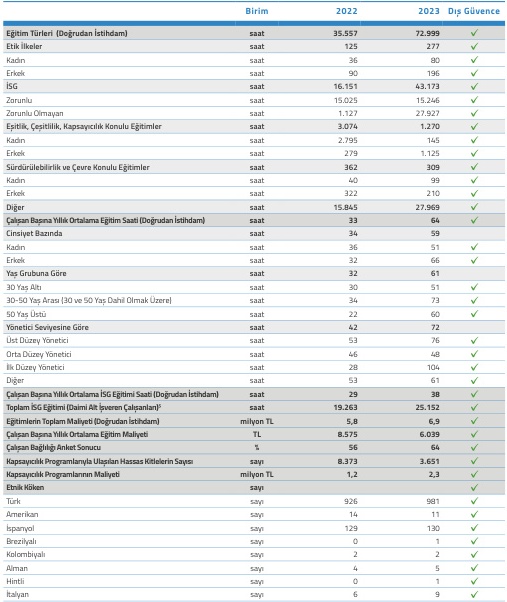 Birim 2022 2023 Dış Güvence
Eğitim Türleri (Doğrudan İstihdam) saat 35.557 72.999 ✓
Etik İlkeler saat 125 277 ✓
Kadın saat 36 80 ✓
Erkek saat 90 196 ✓
İSG saat 16.151 43.173 ✓
Zorunlu saat 15.025 15.246 ✓
Zorunlu Olmayan saat 1.127 27.927 ✓
Eşitlik, Çeşitlilik, Kapsayıcılık Konulu Eğitimler saat 3.074 1.270 ✓
Kadın saat 2.795 145 ✓
Erkek saat 279 1.125 ✓
Sürdürülebilirlik ve Çevre Konulu Eğitimler saat 362 309 ✓
Kadın saat 40 99 ✓
Erkek saat 322 210 ✓
Diğer saat 15.845 27.969 ✓
Çalışan Başına Yıllık Ortalama Eğitim Saati (Doğrudan İstihdam) saat 33 64 ✓
Cinsiyet Bazında saat 34 59
Kadın saat 36 51 ✓
Erkek saat 32 66 ✓
Yaş Grubuna Göre saat 32 61
30 Yaş Altı saat 30 51 ✓
30-50 Yaş Arası (30 ve 50 Yaş Dahil Olmak Üzere) saat 34 73 ✓
50 Yaş Üstü saat 22 60 ✓
Yönetici Seviyesine Göre saat 42 72
Üst Düzey Yönetici saat 53 76 ✓
Orta Düzey Yönetici saat 46 48 ✓
İlk Düzey Yönetici saat 28 104 ✓
Diğer saat 53 61 ✓
Çalışan Başına Yıllık Ortalama İSG Eğitimi Saati (Doğrudan İstihdam) saat 29 38 ✓
Toplam İSG Eğitimi (Daimi Alt İşveren Çalışanları)⁵ saat 19.263 25.152 ✓
Eğitimlerin Toplam Maliyeti (Doğrudan İstihdam) milyon TL 5,8 6,9 ✓
Çalışan Başına Yıllık Ortalama Eğitim Maliyeti TL 8.575 6.039 ✓
Çalışan Bağlılığı Anket Sonucu % 56 64 ✓
Kapsayıcılık Programlarıyla Ulaşılan Hassas Kitlelerin Sayısı sayı 8.373 3.651 ✓
Kapsayıcılık Programlarının Maliyeti milyon TL 1,2 2,3 ✓
Etnik Köken sayı ✓
Türk sayı 926 981 ✓
Amerikan sayı 14 11 ✓
İspanyol sayı 129 130 ✓
Brezilyalı sayı 0 1 ✓
Kolombiyalı sayı 2 2 ✓
Alman sayı 4 5 ✓
Hintli sayı 0 1 ✓
İtalyan sayı 6 9 ✓